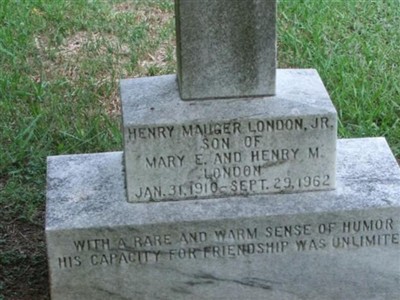 HENRY MAUGER LONDON, JR.
SON OF
MARY E. AND HENRY M.
LONDON
JAN. 31, 1910 - SEPT. 29, 1962
WITH A RARE AND WARM SENSE OF HUMOR
HIS CAPACITY FOR FRIENDSHIP WAS UNLIMITE